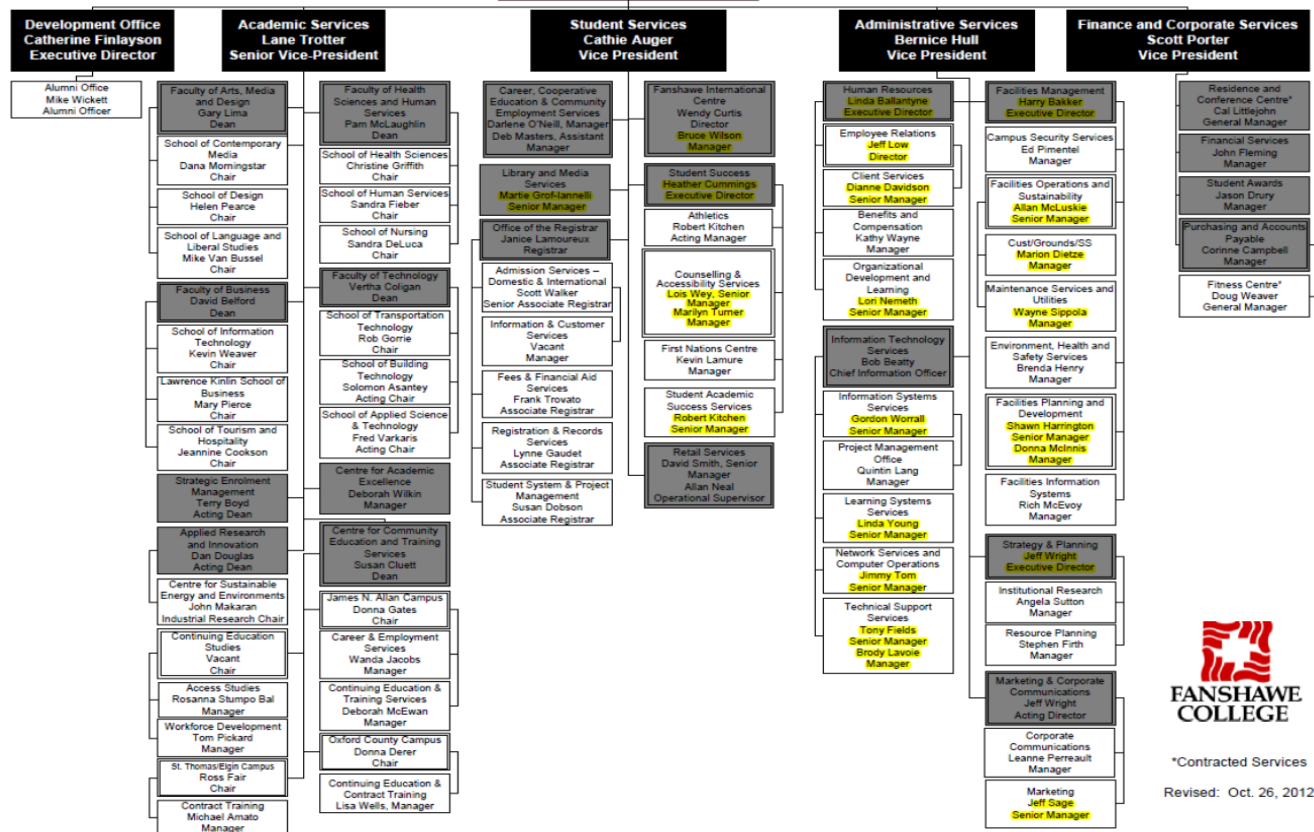 Development Office
Catherine Finlayson
Executive Director
Alumni Office
Mike Wickett
Alumni Officer
Academic Services
Lane Trotter
Senior Vice-President
Faculty of Arts, Media
and Design
Gary Lima
Dean
School of Contemporary
Media
Dana Morningstar
Chair
School of Design
Helen Pearce
Chair
School of Language and
Liberal Studies
Mike Van Bussel
Chair
Faculty of Business
David Belford
Dean
School of Information
Technology
Kevin Weaver
Chair
Lawrence Kinlin School of
Business
Mary Pierce
Chair
School of Tourism and
Hospitality
Jeannine Cookson
Chair
Strategic Enrolment
Management
Terry Boyd
Acting Dean
Applied Research
and Innovation
Dan Douglas
Acting Dean
Centre for Sustainable
Energy and Environments
John Makaran
Industrial Research Chair
Continuing Education
Studies
Vacant
Chair
Access Studies
Rosanna Stumpo Bal
Manager
Workforce Development
Tom Pickard
Manager
St. Thomas/Elgin Campus
Ross Fair
Chair
Contract Training
Michael Amato
Manager
Faculty of Health
Sciences and Human
Services
Pam McLaughlin
Dean
School of Health Sciences
Christine Griffith
Chair
School of Human Services
Sandra Fieber
Chair
School of Nursing
Sandra DeLuca
Chair
Faculty of Technology
Vertha Coligan
Dean
School of Transportation
Technology
Rob Gorrie
Chair
School of Building
Technology
Solomon Asantey
Acting Chair
School of Applied Science
& Technology
Fred Varkaris
Acting Chair
Centre for Academic
Excellence
Deborah Wilkin
Manager
Centre for Community
Education and Training
Services
Susan Cluett
Dean
James N. Allan Campus
Donna Gates
Chair
Career & Employment
Services
Wanda Jacobs
Manager
Continuing Education &
Training Services
Deborah McEwan
Manager
Oxford County Campus
Donna Derer
Chair
Continuing Education &
Contract Training
Lisa Wells, Manager
Student Services
Cathie Auger
Vice President
Career, Cooperative
Education & Community
Employment Services
Darlene O'Neill, Manager
Deb Masters, Assistant
Manager
Library and Media
Services
Martie Grof-Iannelli
Senior Manager
Office of the Registrar
Janice Lamoureux
Registrar
Admission Services –
Domestic & International
Scott Walker
Senior Associate Registrar
Information & Customer
Services
Vacant
Manager
Fees & Financial Aid
Services
Frank Trovato
Associate Registrar
Registration & Records
Services
Lynne Gaudet
Associate Registrar
Student System & Project
Management
Susan Dobson
Associate Registrar
Fanshawe International
Centre
Wendy Curtis
Director
Bruce Wilson
Manager
Student Success
Heather Cummings
Executive Director
Athletics
Robert Kitchen
Acting Manager
Counselling &
Accessibility Services
Lois Wey, Senior
Manager
Marilyn Turner
Manager
First Nations Centre
Kevin Lamure
Manager
Student Academic
Success Services
Robert Kitchen
Senior Manager
Retail Services
David Smith, Senior
Manager
Allan Neal
Operational Supervisor
Administrative Services
Bernice Hull
Vice President
Human Resources
Linda Ballantyne
Executive Director
Employee Relations
Jeff Low
Director
Client Services
Dianne Davidson
Senior Manager
Benefits and
Compensation
Kathy Wayne
Manager
Organizational
Development and
Learning
Lori Nemeth
Senior Manager
Information Technology
Services
Bob Beatty
Chief Information Officer
Information Systems
Services
Gordon Worrall
Senior Manager
Project Management
Office
Quintin Lang
Manager
Learning Systems
Services
Linda Young
Senior Manager
Network Services and
Computer Operations
Jimmy Tom
Senior Manager
Technical Support
Services
Tony Fields
Senior Manager
Brody Lavoie
Manager
Facilities Management
Harry Bakker
Executive Director
Campus Security Services
Ed Pimentel
Manager
Facilities Operations and
Sustainability
Allan McLuskie
Senior Manager
Cust/Grounds/SS
Marion Dietze
Manager
Maintenance Services and
Utilities
Wayne Sippola
Manager
Environment, Health and
Safety Services
Brenda Henry
Manager
Facilities Planning and
Development
Shawn Harrington
Senior Manager
Donna McInnis
Manager
Facilities Information
Systems
Rich McEvoy
Manager
Strategy & Planning
Jeff Wright
Executive Director
Institutional Research
Angela Sutton
Manager
Resource Planning
Stephen Firth
Manager
Marketing & Corporate
Communications
Jeff Wright
Acting Director
Corporate
Communications
Leanne Perreault
Manager
Marketing
Jeff Sage
Senior Manager
Finance and Corporate Services
Scott Porter
Vice President
Residence and
Conference Centre*
Cal Littlejohn
General Manager
Financial Services
John Fleming
Manager
Student Awards
Jason Drury
Manager
Purchasing and Accounts
Payable
Corinne Campbell
Manager
Fitness Centre*
Doug Weaver
General Manager
FANSHAWE
COLLEGE
*Contracted Services
Revised: Oct. 26, 2012